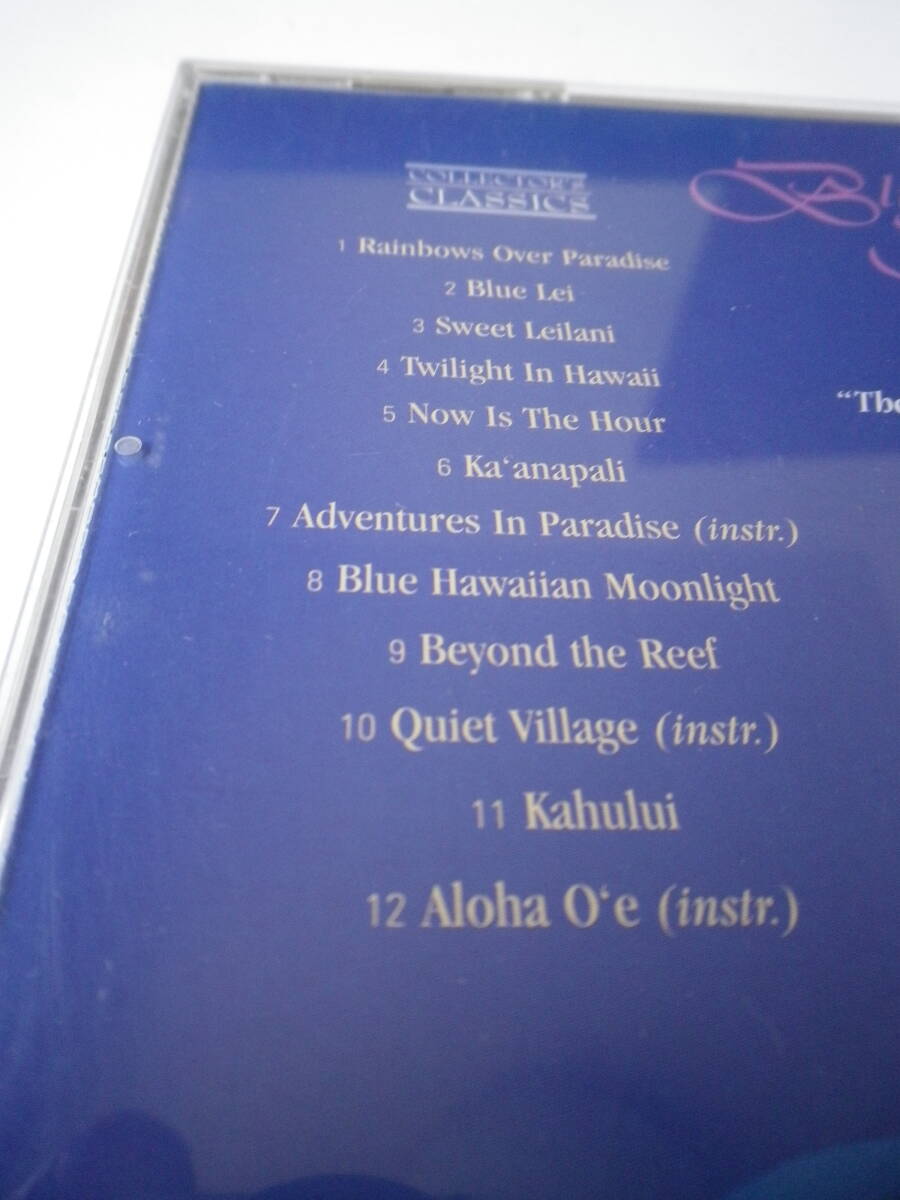 COLLECTOR'S
CLASSICS
1 Rainbows Over Paradise
2 Blue Lei
3 Sweet Leilani
4 Twilight In Hawaii
5 Now Is The Hour
6 Ka‘anapali
7 Adventures In Paradise (instr.)
8 Blue Hawaiian Moonlight
9 Beyond the Reef
10 Quiet Village (instr.)
11 Kahului
12 Aloha O‘e (instr.)